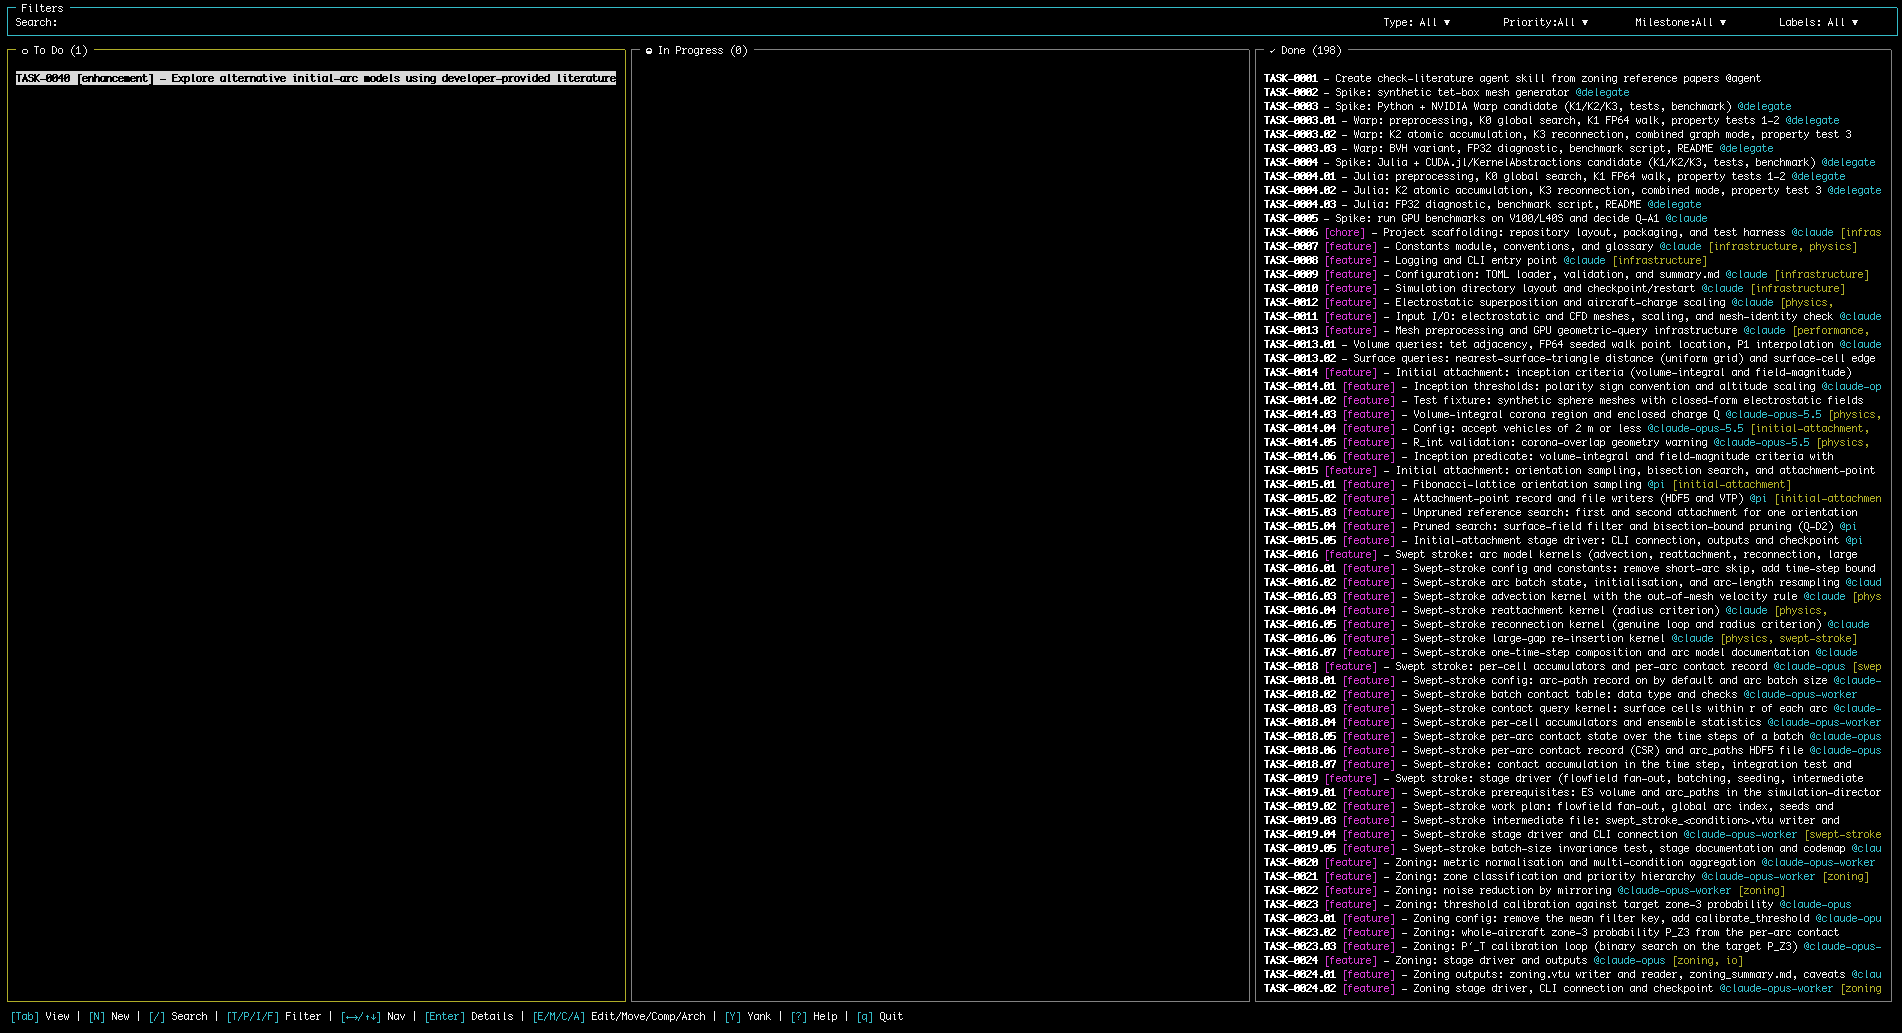 Filters
Search: Type: All ▼ Priority:All ▼ Milestone:All ▼ Labels: All ▼
○ To Do (1)
TASK-0040 [enhancement] - Explore alternative initial-arc models using developer-provided literature
◒ In Progress (0)
✓ Done (198)
TASK-0001 - Create check-literature agent skill from zoning reference papers @agent
TASK-0002 - Spike: synthetic tet-box mesh generator @delegate
TASK-0003 - Spike: Python + NVIDIA Warp candidate (K1/K2/K3, tests, benchmark) @delegate
TASK-0003.01 - Warp: preprocessing, K0 global search, K1 FP64 walk, property tests 1-2 @delegate
TASK-0003.02 - Warp: K2 atomic accumulation, K3 reconnection, combined graph mode, property test 3
TASK-0003.03 - Warp: BVH variant, FP32 diagnostic, benchmark script, README @delegate
TASK-0004 - Spike: Julia + CUDA.jl/KernelAbstractions candidate (K1/K2/K3, tests, benchmark) @delegate
TASK-0004.01 - Julia: preprocessing, K0 global search, K1 FP64 walk, property tests 1-2 @delegate
TASK-0004.02 - Julia: K2 atomic accumulation, K3 reconnection, combined mode, property test 3 @delegate
TASK-0004.03 - Julia: FP32 diagnostic, benchmark script, README @delegate
TASK-0005 - Spike: run GPU benchmarks on V100/L40S and decide Q-A1 @claude
TASK-0006 [chore] - Project scaffolding: repository layout, packaging, and test harness @claude [infras
TASK-0007 [feature] - Constants module, conventions, and glossary @claude [infrastructure, physics]
TASK-0008 [feature] - Logging and CLI entry point @claude [infrastructure]
TASK-0009 [feature] - Configuration: TOML loader, validation, and summary.md @claude [infrastructure]
TASK-0010 [feature] - Simulation directory layout and checkpoint/restart @claude [infrastructure]
TASK-0012 [feature] - Electrostatic superposition and aircraft-charge scaling @claude [physics,
TASK-0011 [feature] - Input I/O: electrostatic and CFD meshes, scaling, and mesh-identity check @claude
TASK-0013 [feature] - Mesh preprocessing and GPU geometric-query infrastructure @claude [performance,
TASK-0013.01 - Volume queries: tet adjacency, FP64 seeded walk point location, P1 interpolation @claude
TASK-0013.02 - Surface queries: nearest-surface-triangle distance (uniform grid) and surface-cell edge
TASK-0014 [feature] - Initial attachment: inception criteria (volume-integral and field-magnitude)
TASK-0014.01 [feature] - Inception thresholds: polarity sign convention and altitude scaling @claude-op
TASK-0014.02 [feature] - Test fixture: synthetic sphere meshes with closed-form electrostatic fields
TASK-0014.03 [feature] - Volume-integral corona region and enclosed charge Q @claude-opus-5.5 [physics,
TASK-0014.04 [feature] - Config: accept vehicles of 2 m or less @claude-opus-5.5 [initial-attachment,
TASK-0014.05 [feature] - R_int validation: corona-overlap geometry warning @claude-opus-5.5 [physics,
TASK-0014.06 [feature] - Inception predicate: volume-integral and field-magnitude criteria with
TASK-0015 [feature] - Initial attachment: orientation sampling, bisection search, and attachment-point
TASK-0015.01 [feature] - Fibonacci-lattice orientation sampling @pi [initial-attachment]
TASK-0015.02 [feature] - Attachment-point record and file writers (HDF5 and VTP) @pi [initial-attachmen
TASK-0015.03 [feature] - Unpruned reference search: first and second attachment for one orientation
TASK-0015.04 [feature] - Pruned search: surface-field filter and bisection-bound pruning (Q-D2) @pi
TASK-0015.05 [feature] - Initial-attachment stage driver: CLI connection, outputs and checkpoint @pi
TASK-0016 [feature] - Swept stroke: arc model kernels (advection, reattachment, reconnection, large
TASK-0016.01 [feature] - Swept-stroke config and constants: remove short-arc skip, add time-step bound
TASK-0016.02 [feature] - Swept-stroke arc batch state, initialisation, and arc-length resampling @claud
TASK-0016.03 [feature] - Swept-stroke advection kernel with the out-of-mesh velocity rule @claude [phys
TASK-0016.04 [feature] - Swept-stroke reattachment kernel (radius criterion) @claude [physics,
TASK-0016.05 [feature] - Swept-stroke reconnection kernel (genuine loop and radius criterion) @claude
TASK-0016.06 [feature] - Swept-stroke large-gap re-insertion kernel @claude [physics, swept-stroke]
TASK-0016.07 [feature] - Swept-stroke one-time-step composition and arc model documentation @claude
TASK-0018 [feature] - Swept stroke: per-cell accumulators and per-arc contact record @claude-opus [swep
TASK-0018.01 [feature] - Swept-stroke config: arc-path record on by default and arc batch size @claude-
TASK-0018.02 [feature] - Swept-stroke batch contact table: data type and checks @claude-opus-worker
TASK-0018.03 [feature] - Swept-stroke contact query kernel: surface cells within r of each arc @claude-
TASK-0018.04 [feature] - Swept-stroke per-cell accumulators and ensemble statistics @claude-opus-worker
TASK-0018.05 [feature] - Swept-stroke per-arc contact state over the time steps of a batch @claude-opus
TASK-0018.06 [feature] - Swept-stroke per-arc contact record (CSR) and arc_paths HDF5 file @claude-opus
TASK-0018.07 [feature] - Swept-stroke: contact accumulation in the time step, integration test and
TASK-0019 [feature] - Swept stroke: stage driver (flowfield fan-out, batching, seeding, intermediate
TASK-0019.01 [feature] - Swept-stroke prerequisites: ES volume and arc_paths in the simulation-director
TASK-0019.02 [feature] - Swept-stroke work plan: flowfield fan-out, global arc index, seeds and
TASK-0019.03 [feature] - Swept-stroke intermediate file: swept_stroke_<condition>.vtu writer and
TASK-0019.04 [feature] - Swept-stroke stage driver and CLI connection @claude-opus-worker [swept-stroke
TASK-0019.05 [feature] - Swept-stroke batch-size invariance test, stage documentation and codemap @clau
TASK-0020 [feature] - Zoning: metric normalisation and multi-condition aggregation @claude-opus-worker
TASK-0021 [feature] - Zoning: zone classification and priority hierarchy @claude-opus-worker [zoning]
TASK-0022 [feature] - Zoning: noise reduction by mirroring @claude-opus-worker [zoning]
TASK-0023 [feature] - Zoning: threshold calibration against target zone-3 probability @claude-opus
TASK-0023.01 [feature] - Zoning config: remove the mean filter key, add calibrate_threshold @claude-opu
TASK-0023.02 [feature] - Zoning: whole-aircraft zone-3 probability P_Z3 from the per-arc contact
TASK-0023.03 [feature] - Zoning: P'_T calibration loop (binary search on the target P_Z3) @claude-opus-
TASK-0024 [feature] - Zoning: stage driver and outputs @claude-opus [zoning, io]
TASK-0024.01 [feature] - Zoning outputs: zoning.vtu writer and reader, zoning_summary.md, caveats @clau
TASK-0024.02 [feature] - Zoning stage driver, CLI connection and checkpoint @claude-opus-worker [zoning
[Tab] View | [N] New | [/] Search | [T/P/I/F] Filter | [←→/↑↓] Nav | [Enter] Details | [E/M/C/A] Edit/Move/Comp/Arch | [Y] Yank | [?] Help | [q] Quit